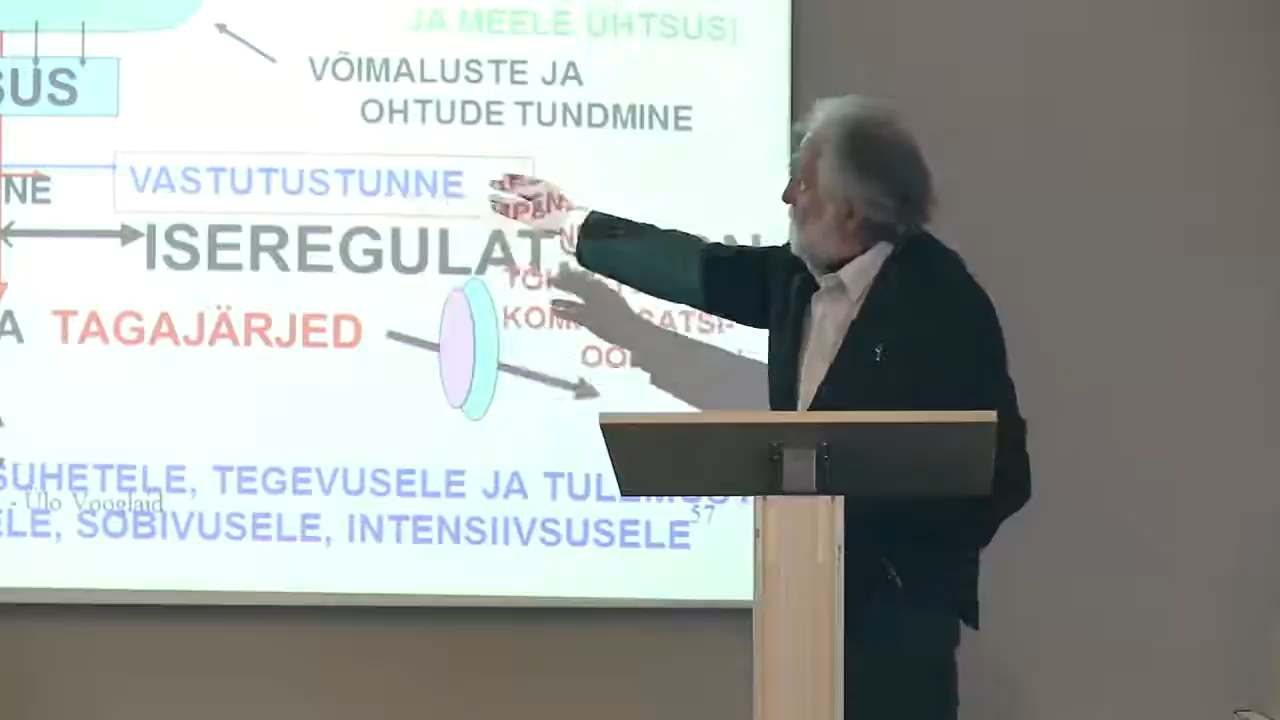 JA MEELE ÜHTSUS)
VÕIMALUSTE JA
OHTUDE TUNDMINE
SUS
NE
VASTUTUSTUNNE
ISEREGULAT
A TAGAJÄRJED
SUHETELE, TEGEVUSELE JA
- Ülo Vooglaid
ELE, SOBIVUSELE, INTENSIIVSUSELE
57